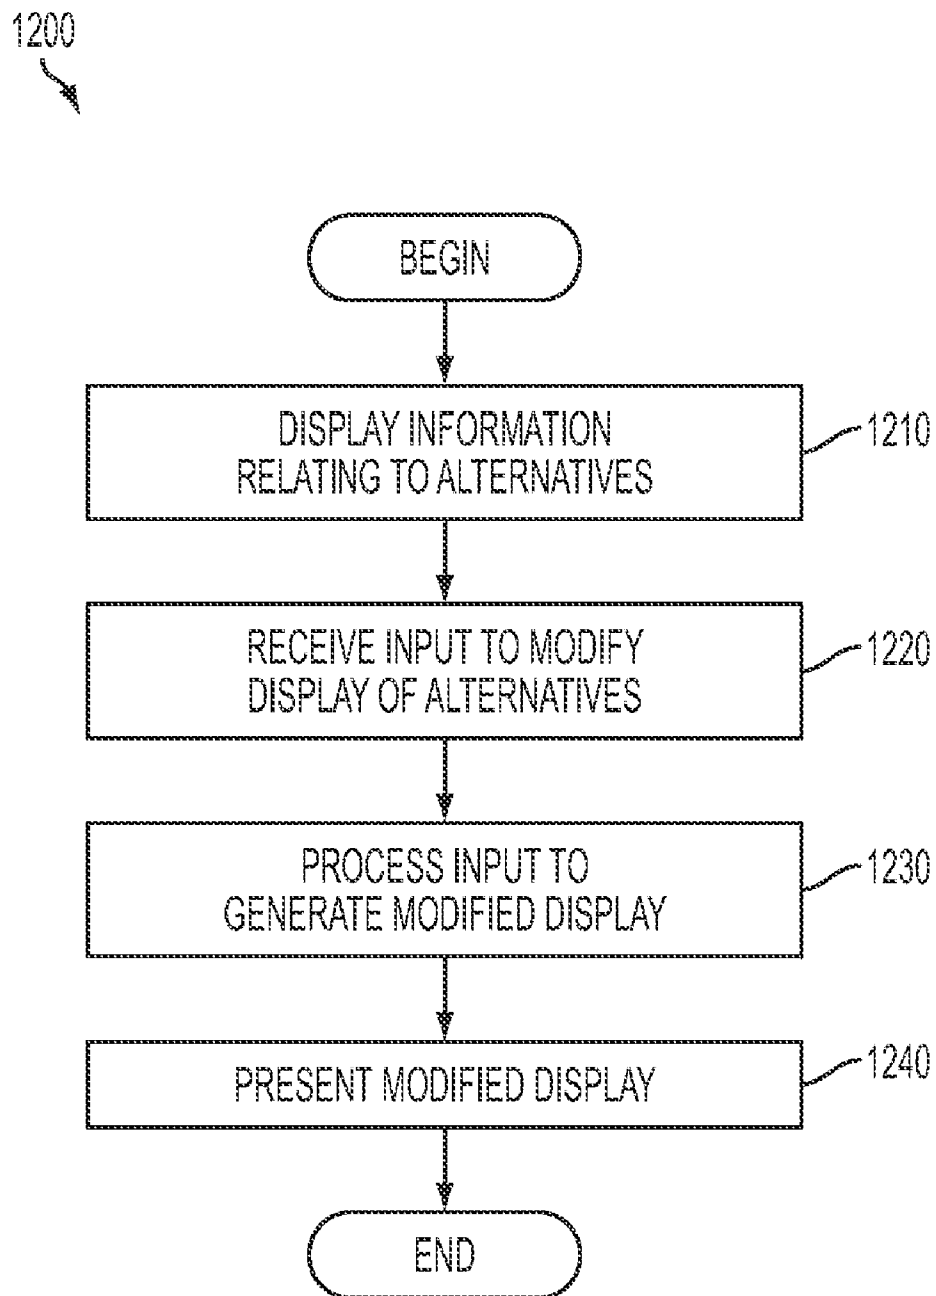 1200
BEGIN
DISPLAY INFORMATION
RELATING TO ALTERNATIVES
1210
RECEIVE INPUT TO MODIFY
DISPLAY OF ALTERNATIVES
1220
PROCESS INPUT TO
GENERATE MODIFIED DISPLAY
1230
PRESENT MODIFIED DISPLAY
1240
END